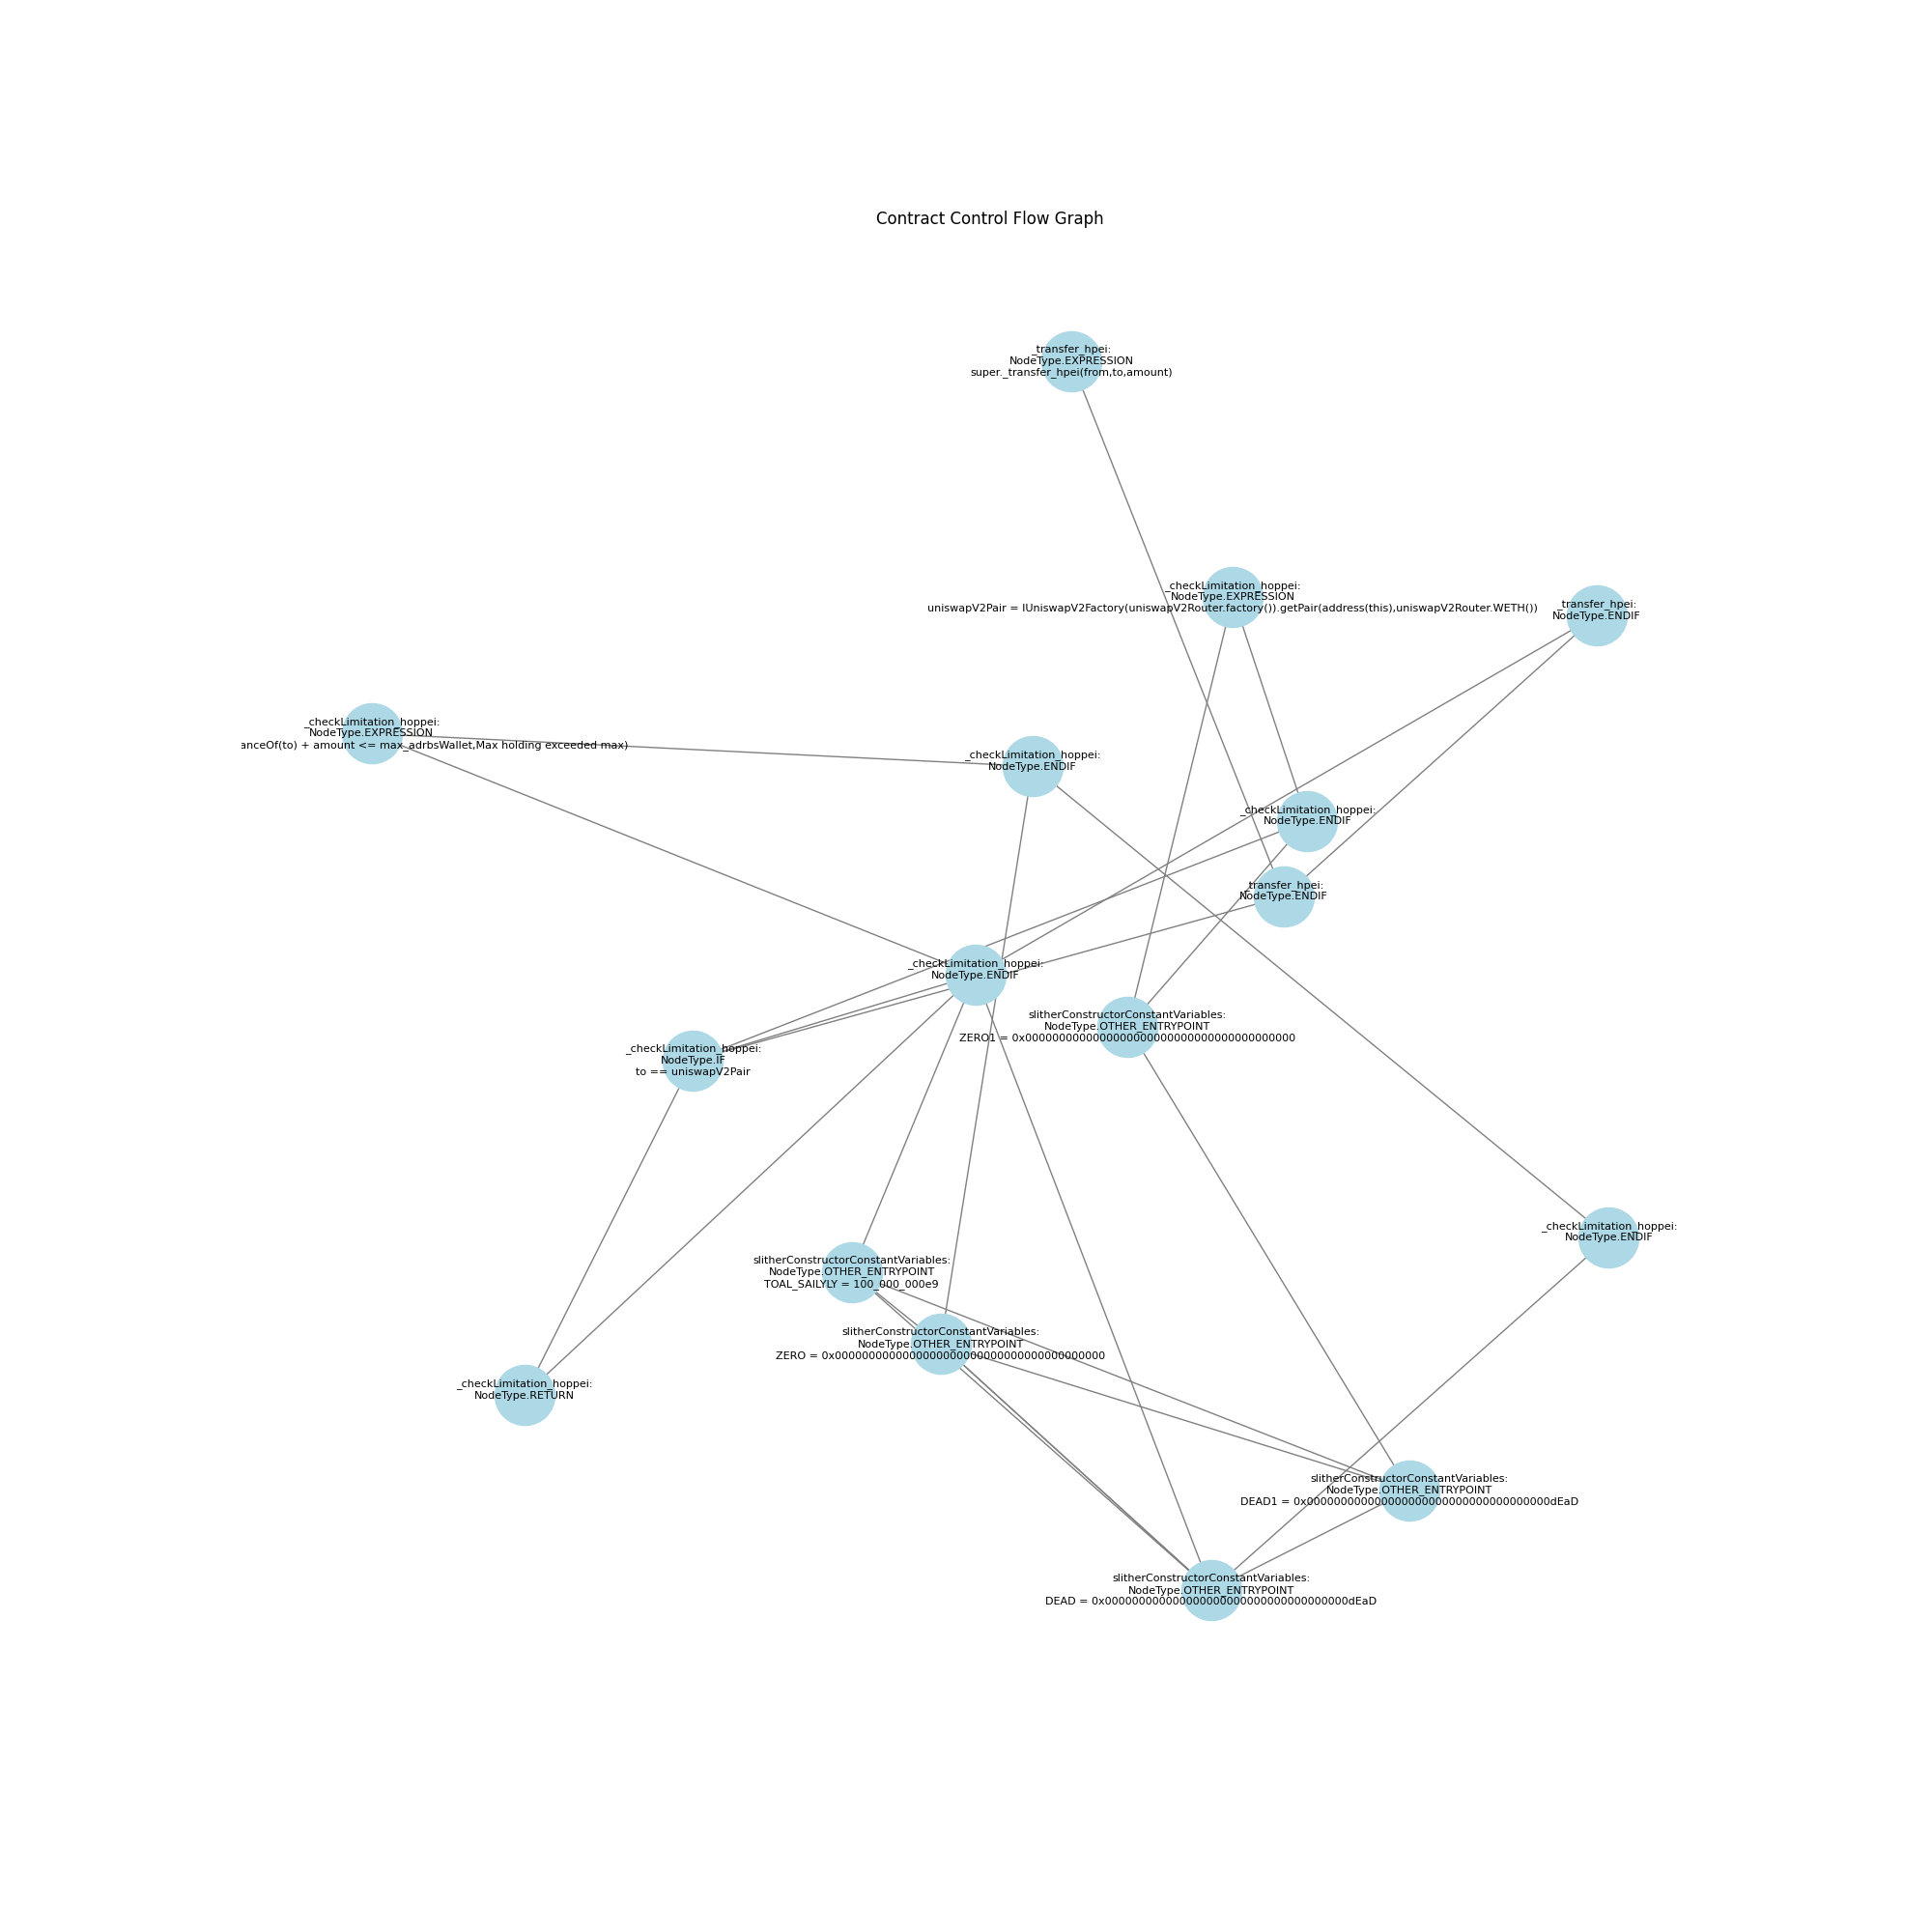 Contract Control Flow Graph
_transfer_hpei:
NodeType.EXPRESSION
super._transfer_hpei(from,to,amount)
_checkLimitation_hoppei:
NodeType.EXPRESSION
uniswapV2Pair = IUniswapV2Factory(uniswapV2Router.factory()).getPair(address(this),uniswapV2Router.WETH())
_transfer_hpei:
NodeType.ENDIF
_checkLimitation_hoppei:
NodeType.EXPRESSION
anceOf(to) + amount <= max_adrbsWallet,Max holding exceeded max)
_checkLimitation_hoppei:
NodeType.ENDIF
_checkLimitation_hoppei:
NodeType.ENDIF
_transfer_hpei:
NodeType.ENDIF
_checkLimitation_hoppei:
NodeType.ENDIF
slitherConstructorConstantVariables:
NodeType.OTHER_ENTRYPOINT
ZERO1 = 0x0000000000000000000000000000000000000000
_checkLimitation_hoppei:
NodeType.IF
to == uniswapV2Pair
_checkLimitation_hoppei:
NodeType.ENDIF
slitherConstructorConstantVariables:
NodeType.OTHER_ENTRYPOINT
TOAL_SAILYLY = 100_000_000e9
slitherConstructorConstantVariables:
NodeType.OTHER_ENTRYPOINT
ZERO = 0x0000000000000000000000000000000000000000
_checkLimitation_hoppei:
NodeType.RETURN
slitherConstructorConstantVariables:
NodeType.OTHER_ENTRYPOINT
DEAD1 = 0x000000000000000000000000000000000000dEaD
slitherConstructorConstantVariables:
NodeType.OTHER_ENTRYPOINT
DEAD = 0x000000000000000000000000000000000000dEaD